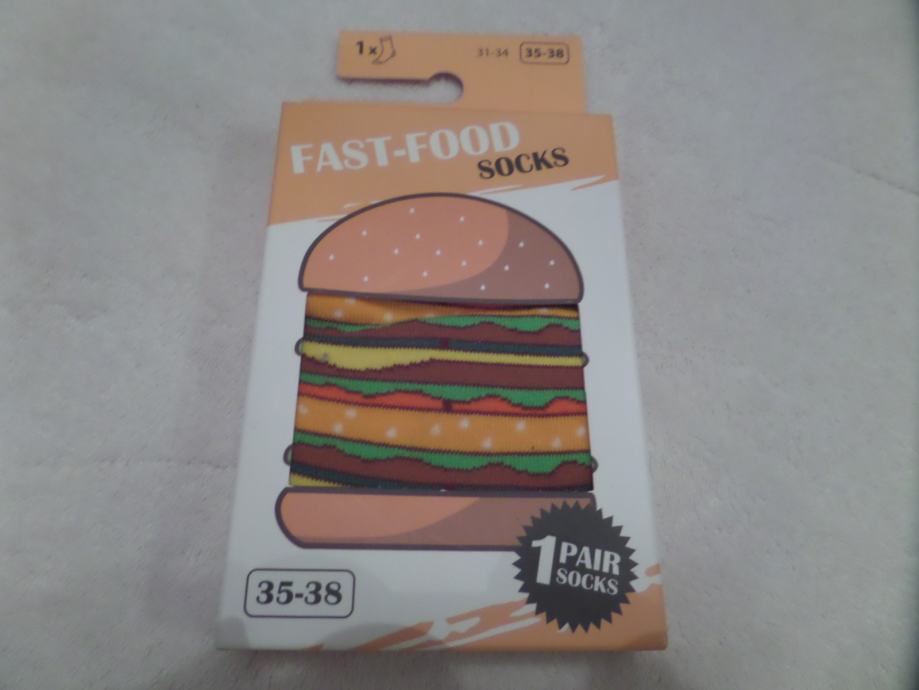 1x
31-34 35-38
FAST-FOOD
SOCKS
1 PAIR
SOCKS
35-38